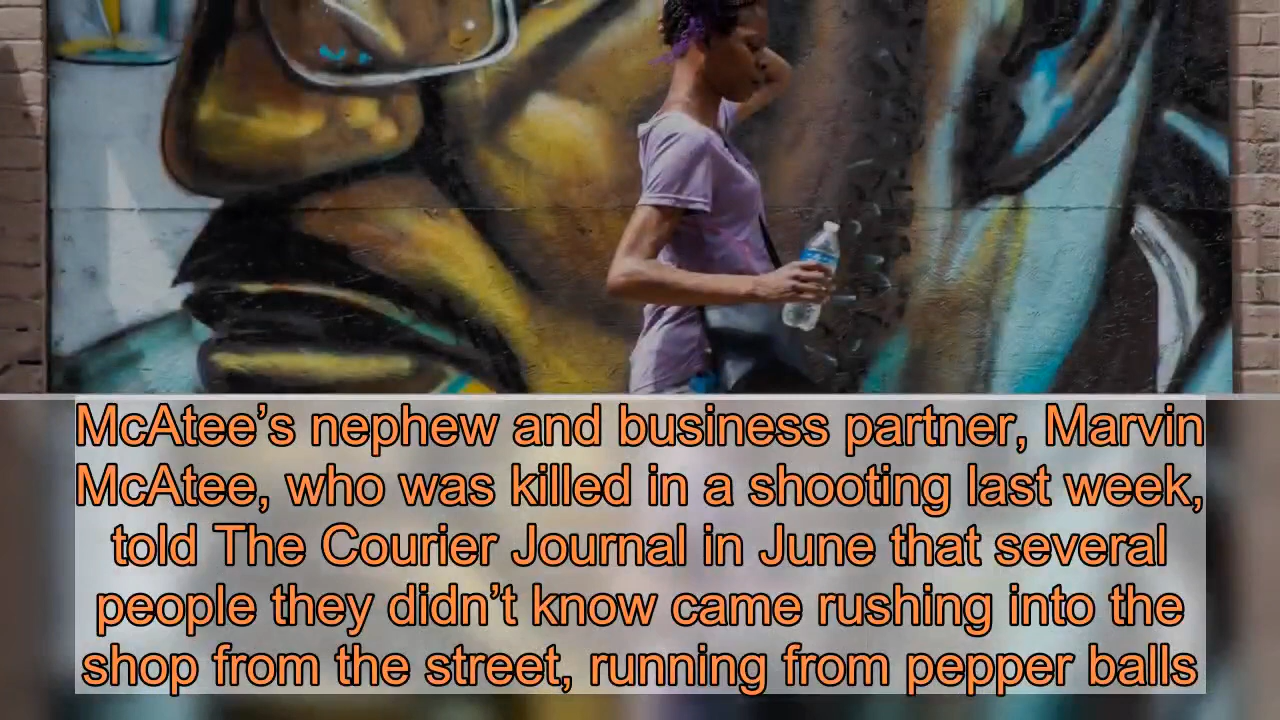 McAtee’s nephew and business partner, Marvin
McAtee, who was killed in a shooting last week,
told The Courier Journal in June that several
people they didn’t know came rushing into the
shop from the street, running from pepper balls